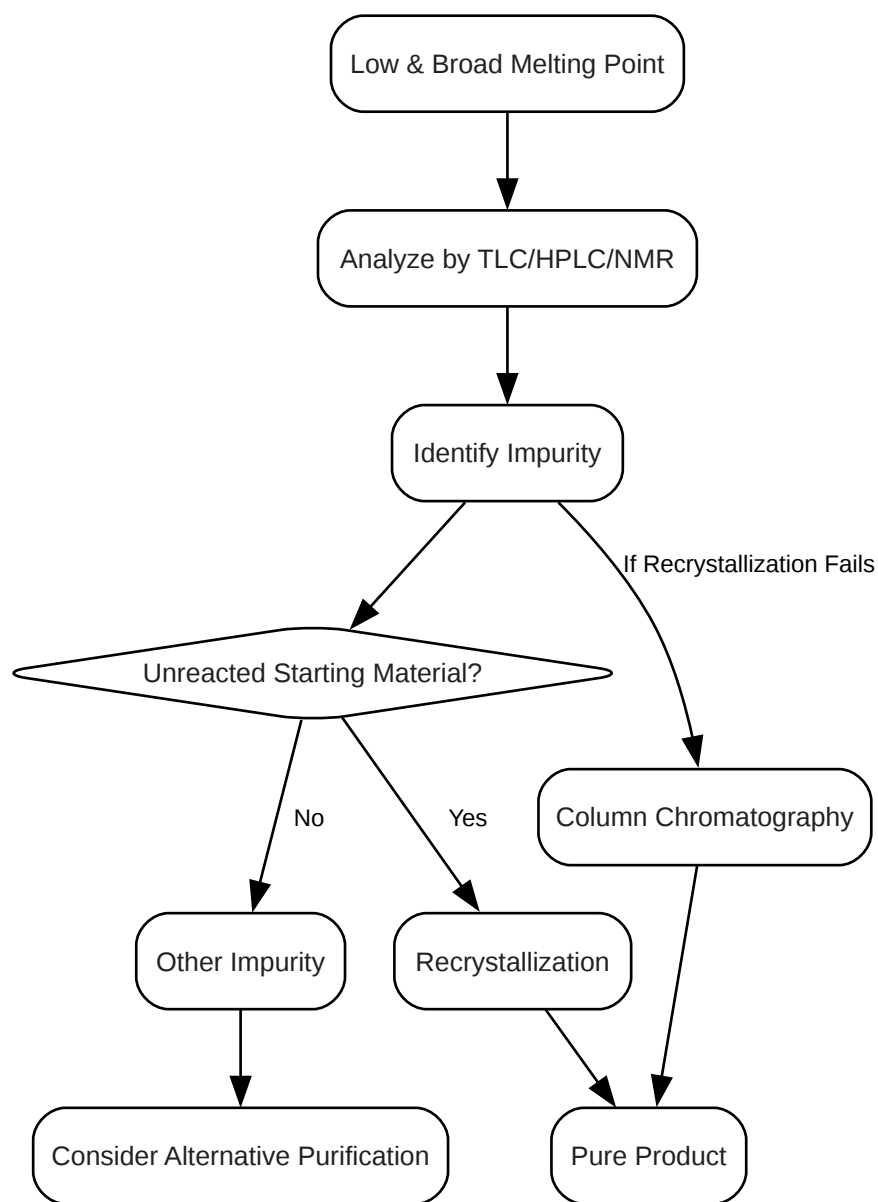 Low & Broad Melting Point
Analyze by TLC/HPLC/NMR
Identify Impurity
If Recrystallization Fails
Unreacted Starting Material?
No
Yes
Column Chromatography
Other Impurity
Recrystallization
Consider Alternative Purification
Pure Product